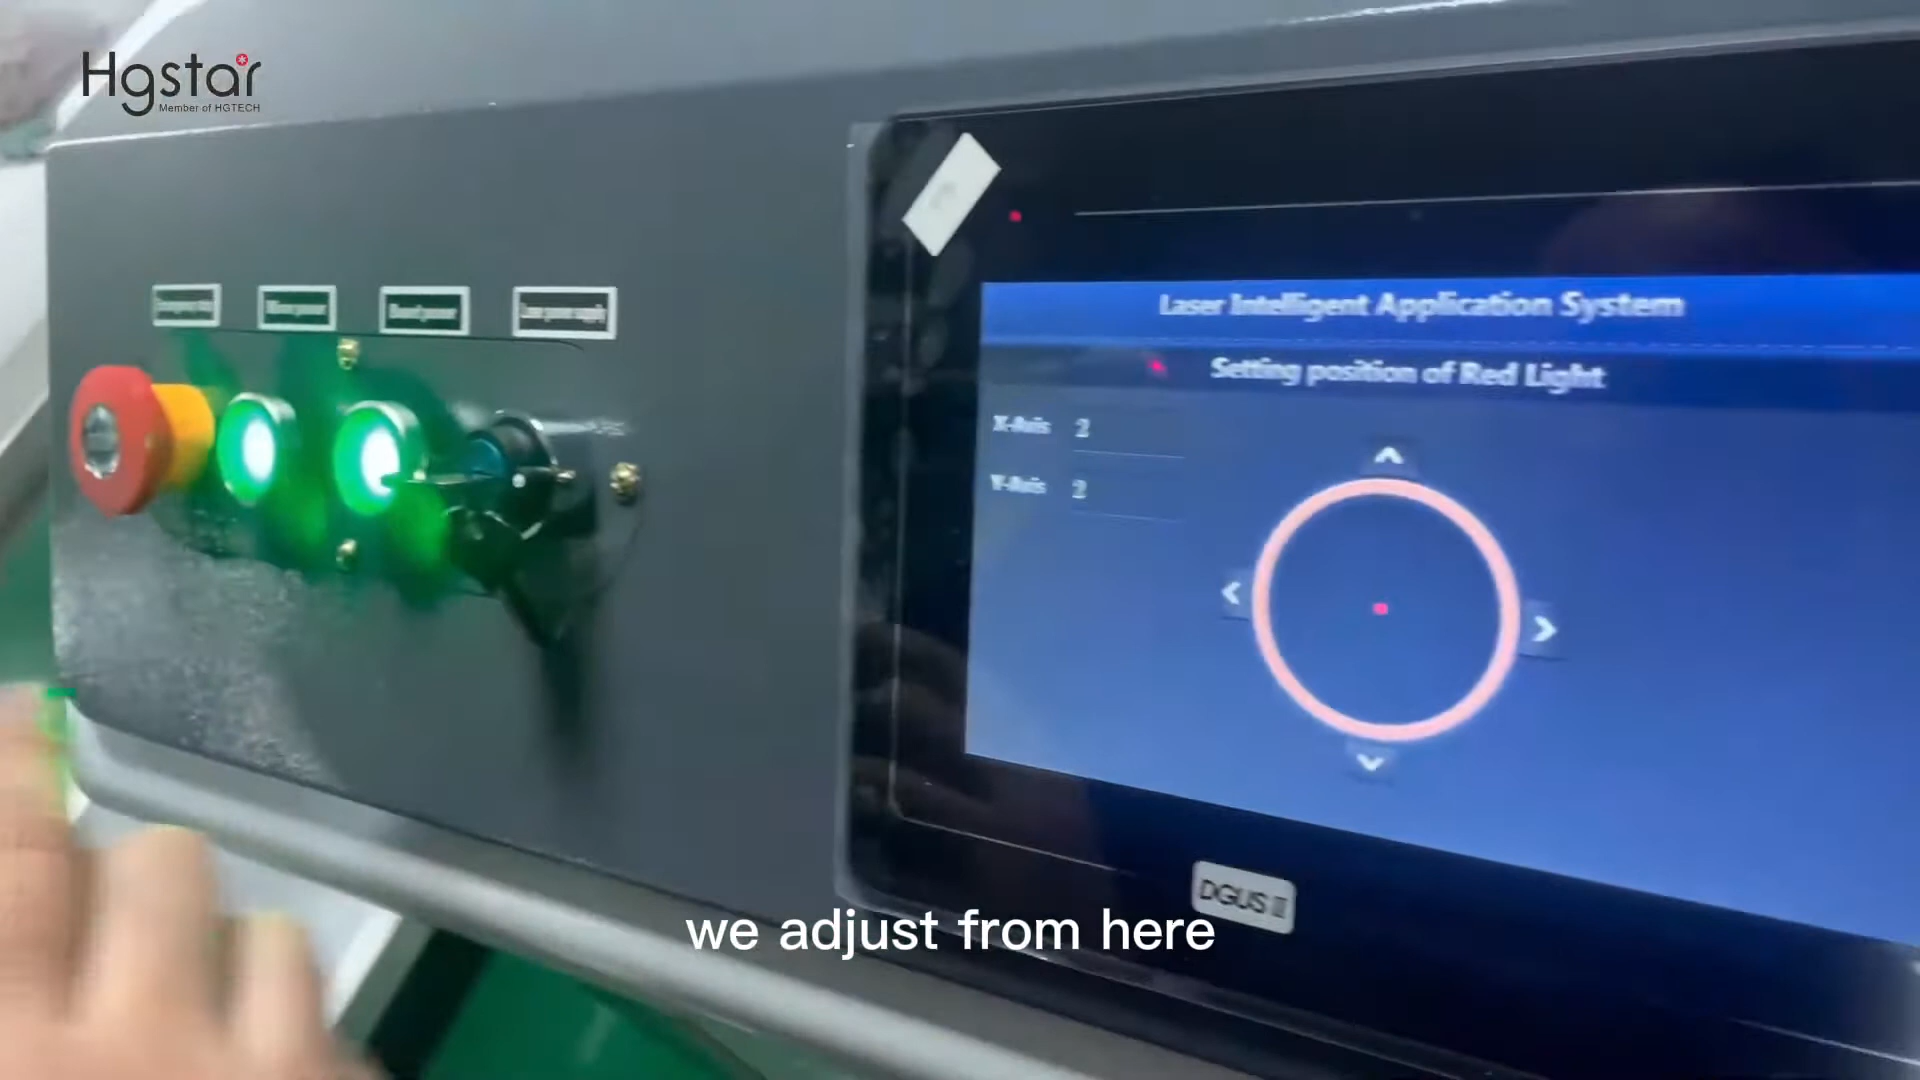 Hgstar
Member of HGTECH
Laser Intelligent Application System
Setting position of Red Light
X-Axis 2
Y-Axis 2
DGUS II
we adjust from here